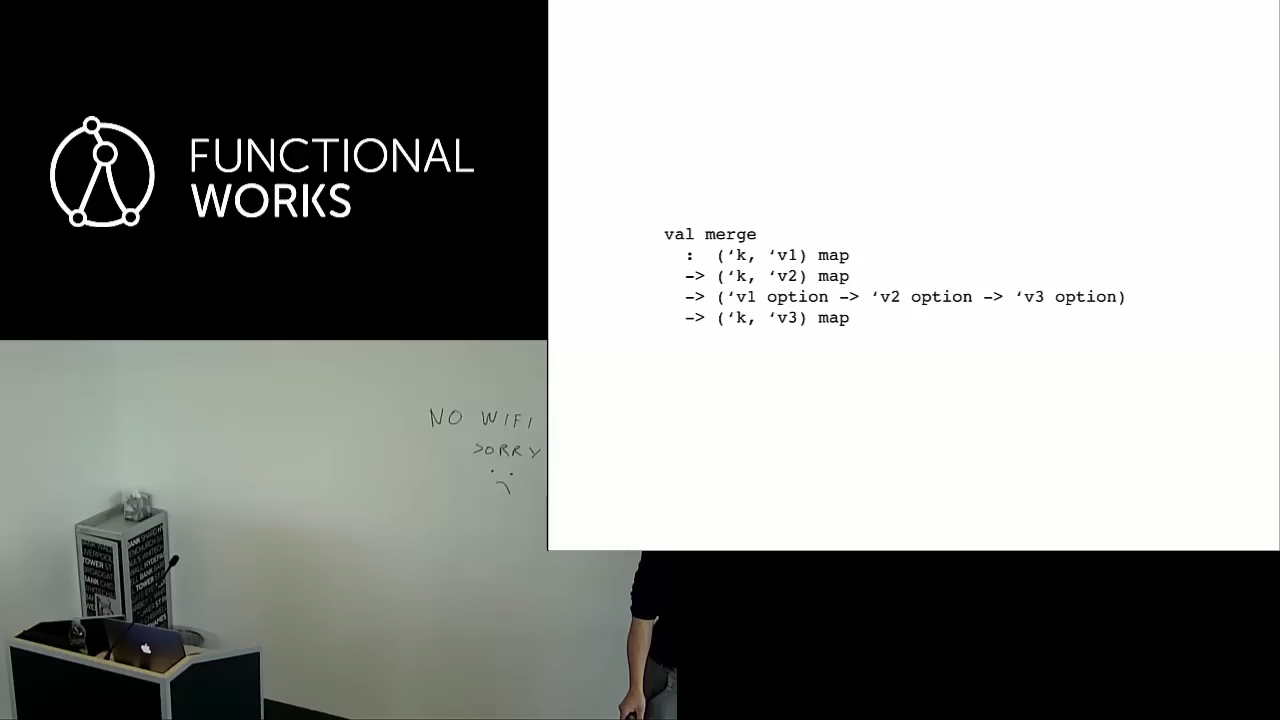 FUNCTIONAL
WORKS
val merge
: (‘k, ‘v1) map
-> (‘k, ‘v2) map
-> (‘v1 option -> ‘v2 option -> ‘v3 option)
-> (‘k, ‘v3) map
NO WIFI
SORRY